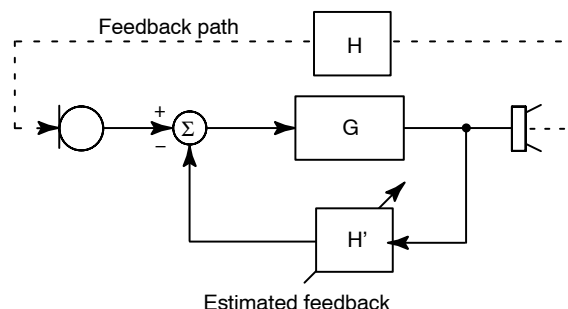 Feedback path
H
+
Σ
−
G
H'
Estimated feedback